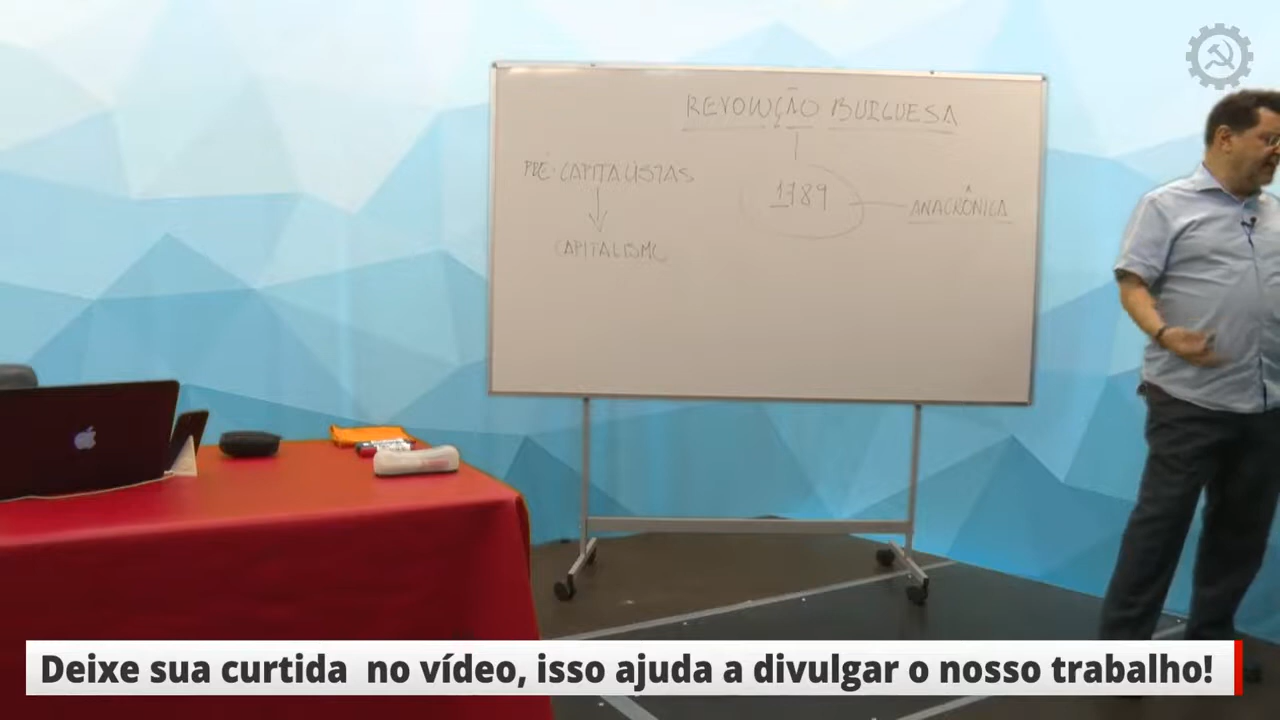 REVOLUÇÃO BURGUESA
PRÉ-CAPITALISTAS
1789
ANACRÔNICA
CAPITALISMO
Deixe sua curtida no vídeo, isso ajuda a divulgar o nosso trabalho!